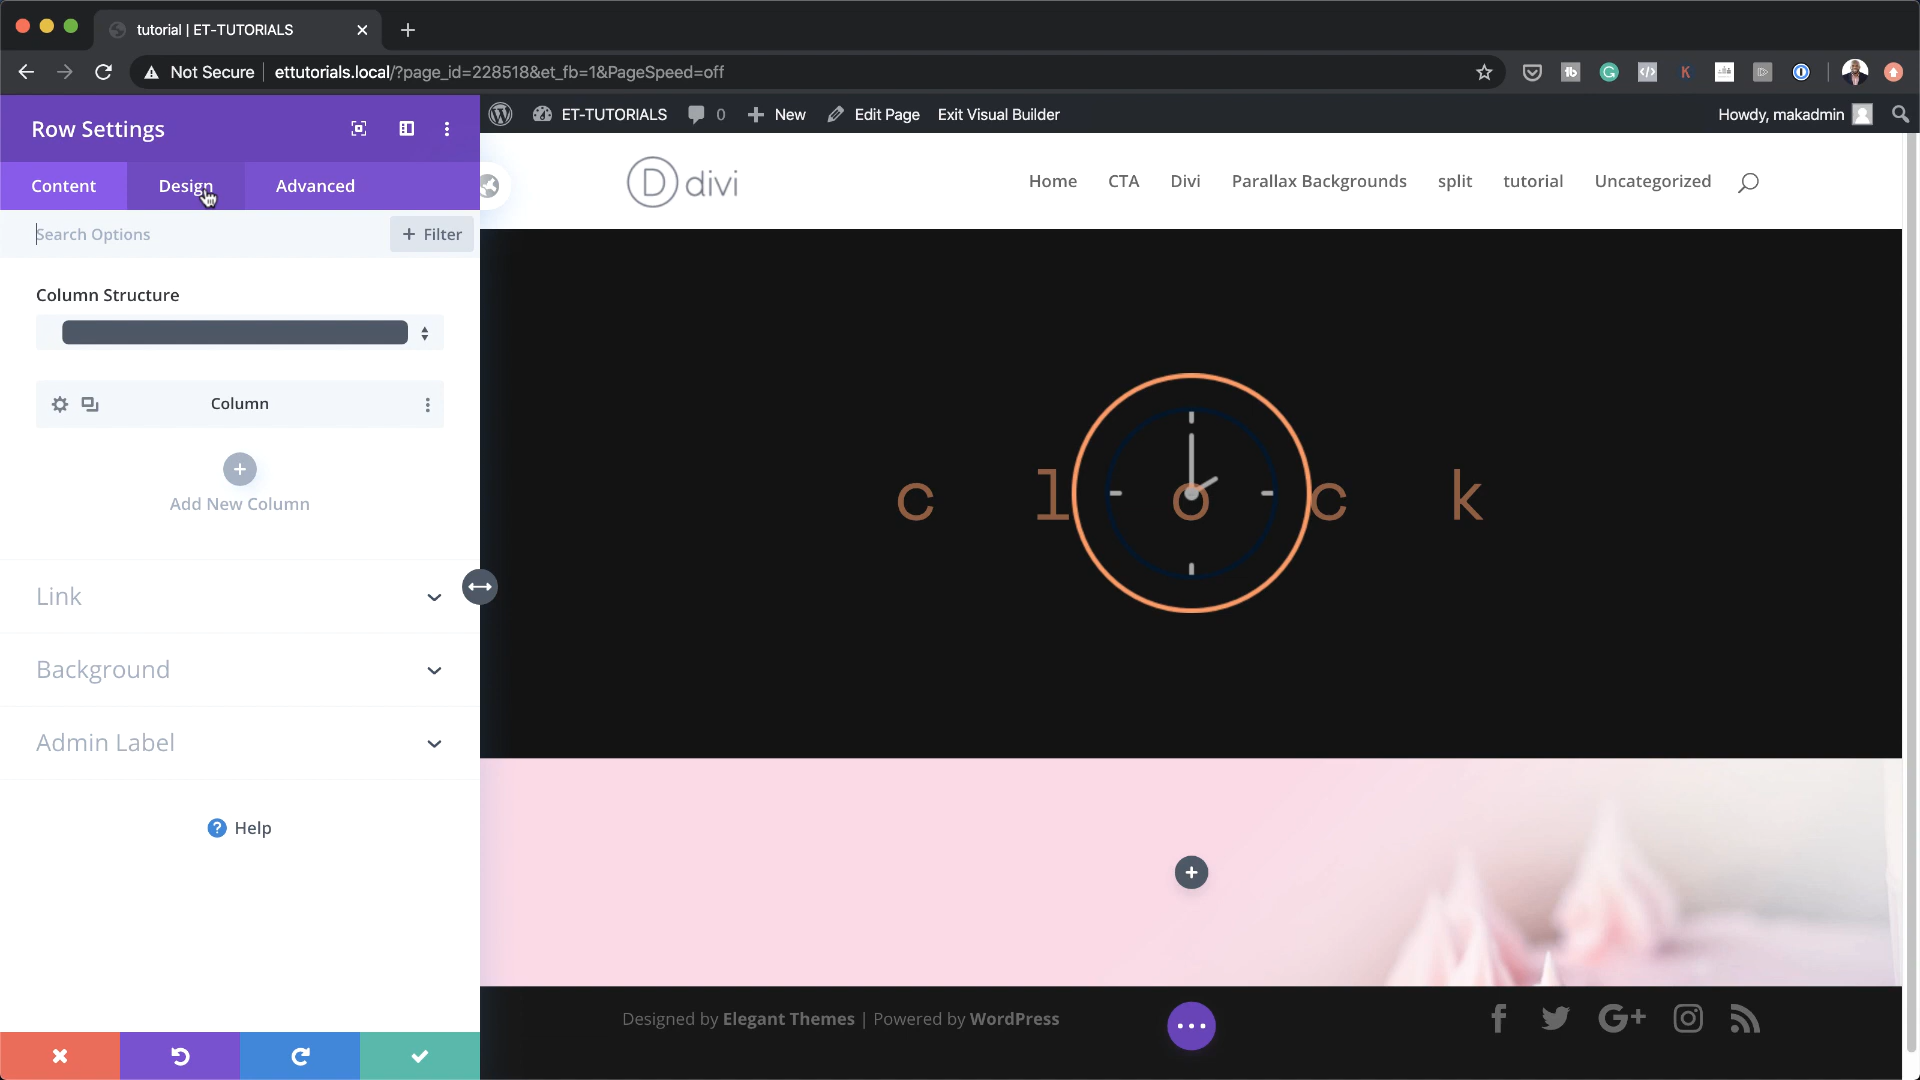 tutorial | ET-TUTORIALS
Not Secure
ettutorials.local/?page_id=228518&et_fb=1&PageSpeed=off
Row Settings
ET-TUTORIALS
0
New
Edit Page
Exit Visual Builder
Howdy, makadmin
Content
Design
Advanced
divi
Home
CTA
Divi
Parallax Backgrounds
split
tutorial
Uncategorized
Search Options
+ Filter
Column Structure
Column
Add New Column
c l o c k
Link
Background
Admin Label
? Help
Designed by Elegant Themes | Powered by WordPress